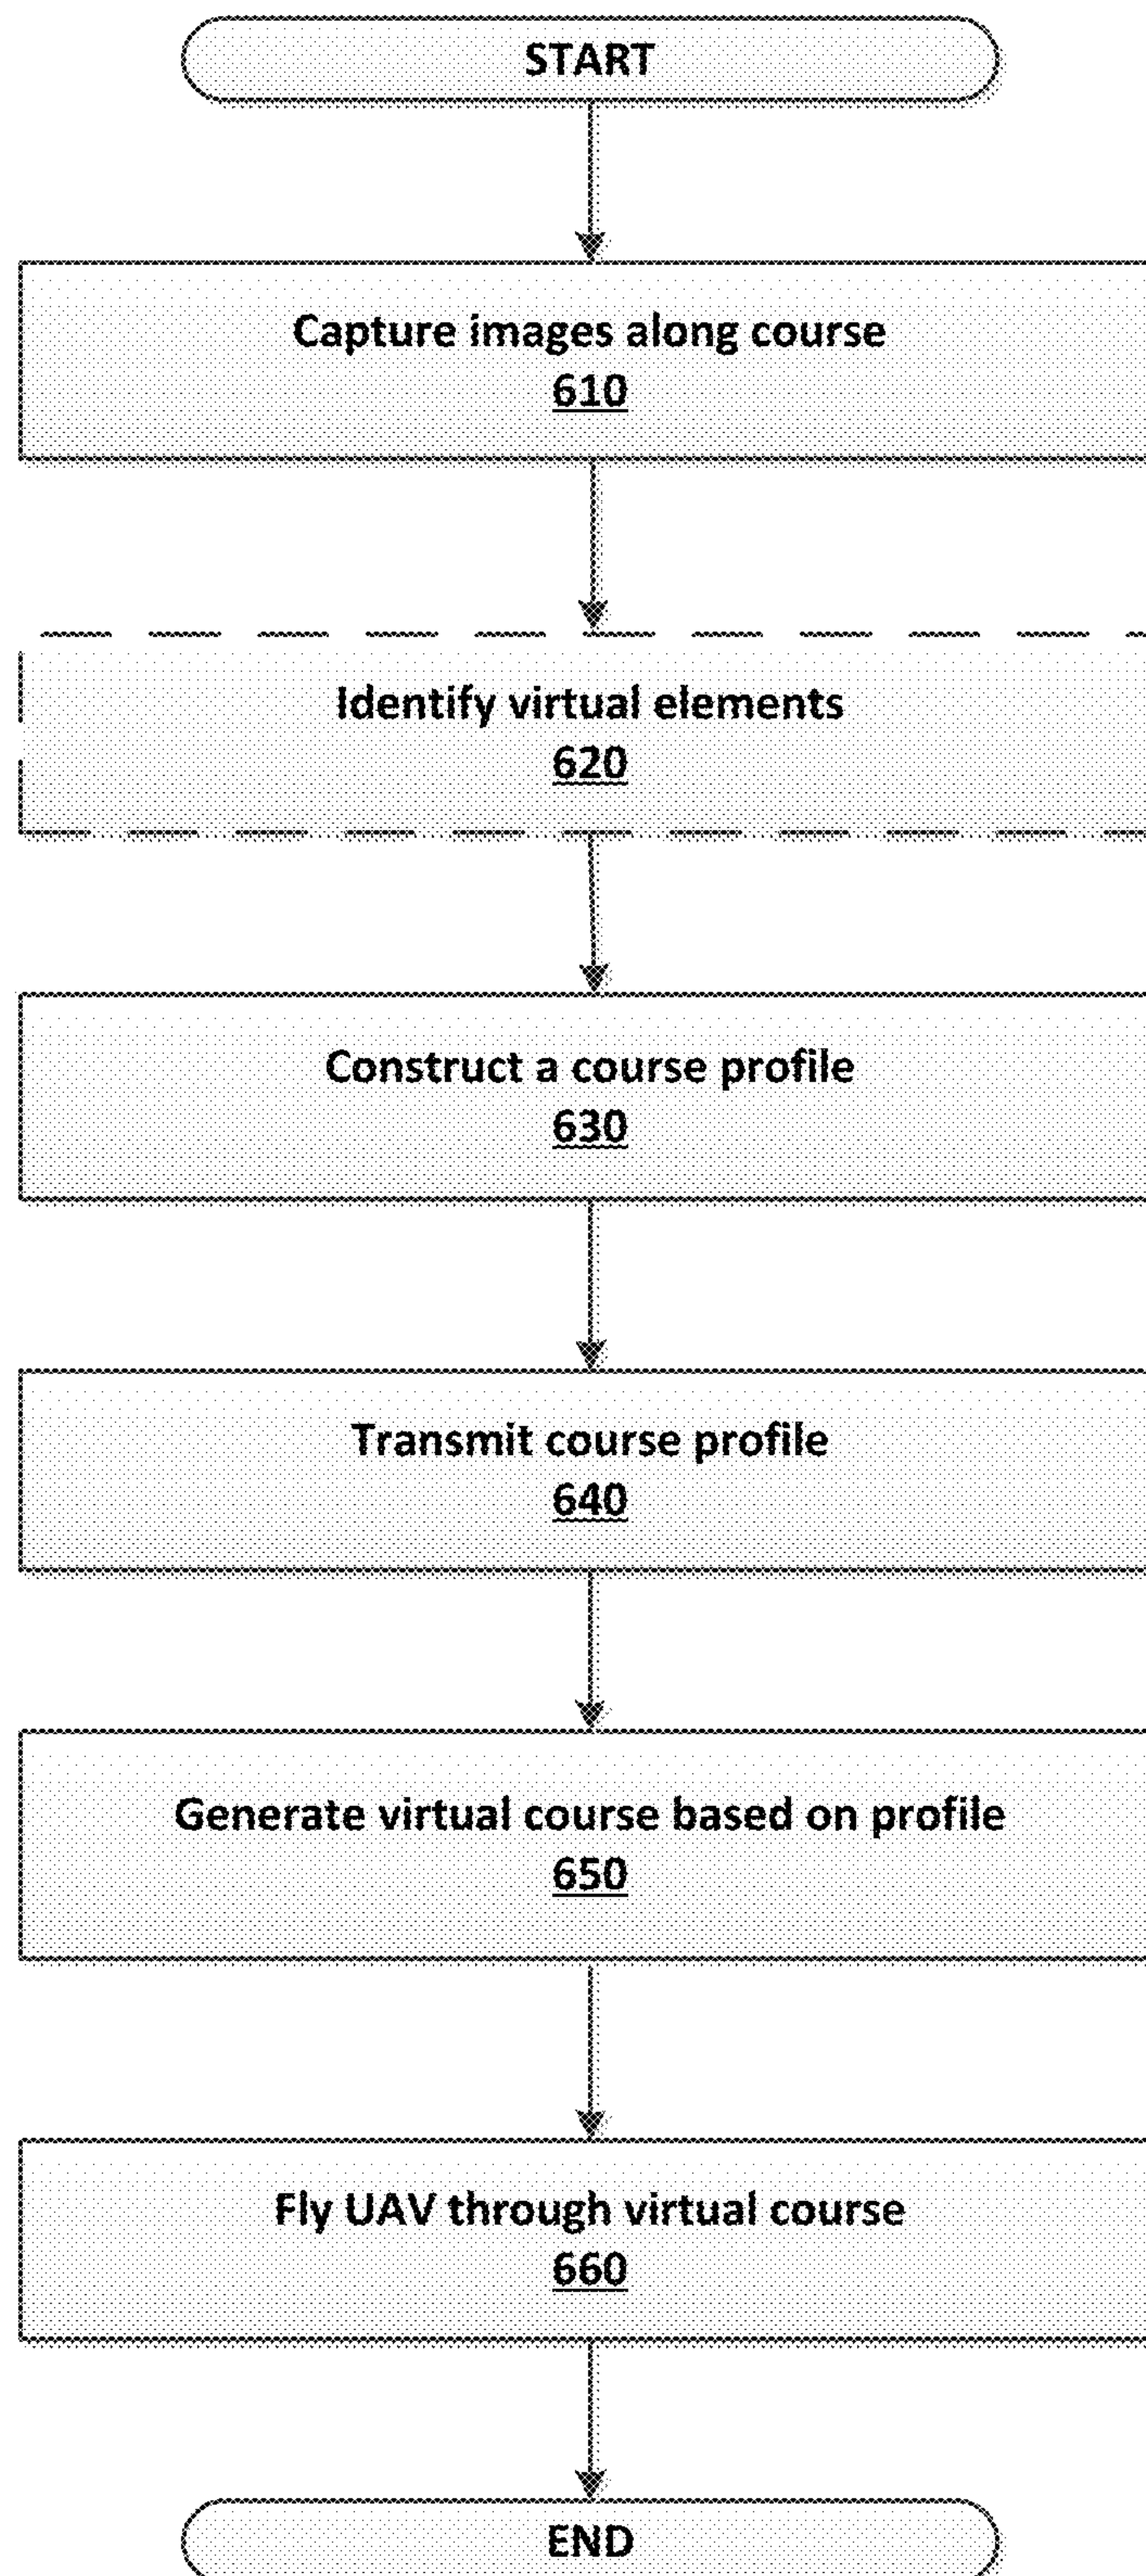 START
Capture images along course
610
Identify virtual elements
620
Construct a course profile
630
Transmit course profile
640
Generate virtual course based on profile
650
Fly UAV through virtual course
660
END